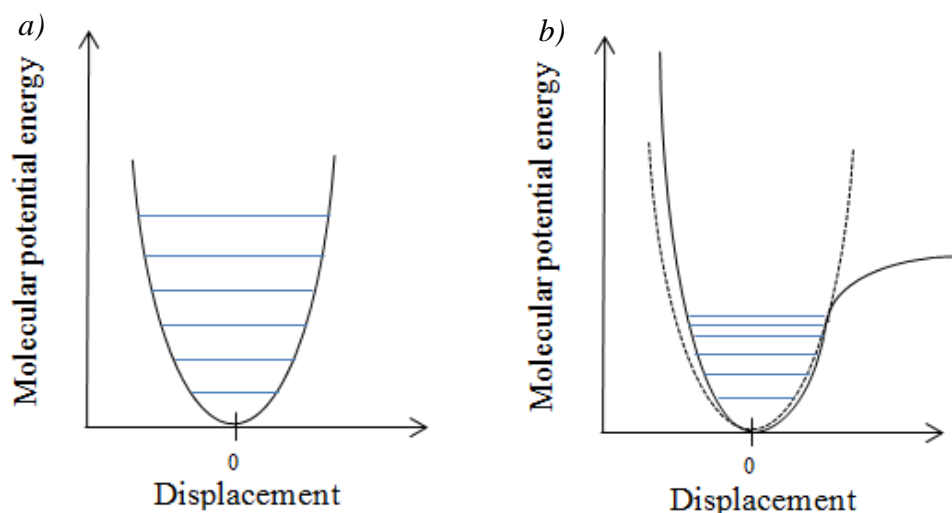 a)
Molecular potential energy
0
Displacement
b)
Molecular potential energy
0
Displacement